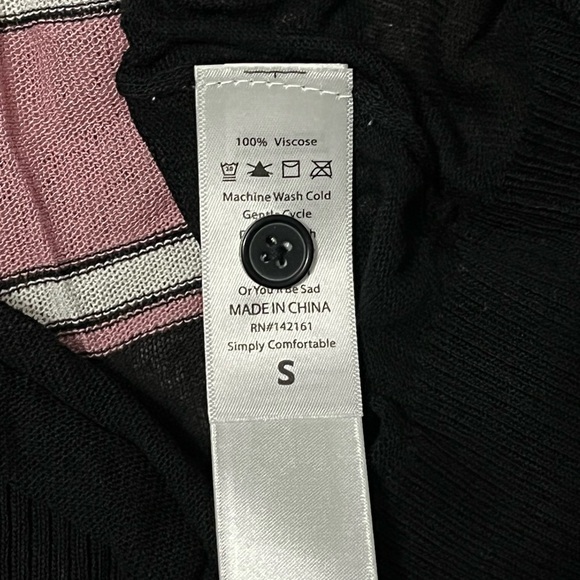 100% Viscose
30
Machine Wash Cold
Gentle Cycle
Or You'll Be Sad
MADE IN CHINA
RN#142161
Simply Comfortable
S